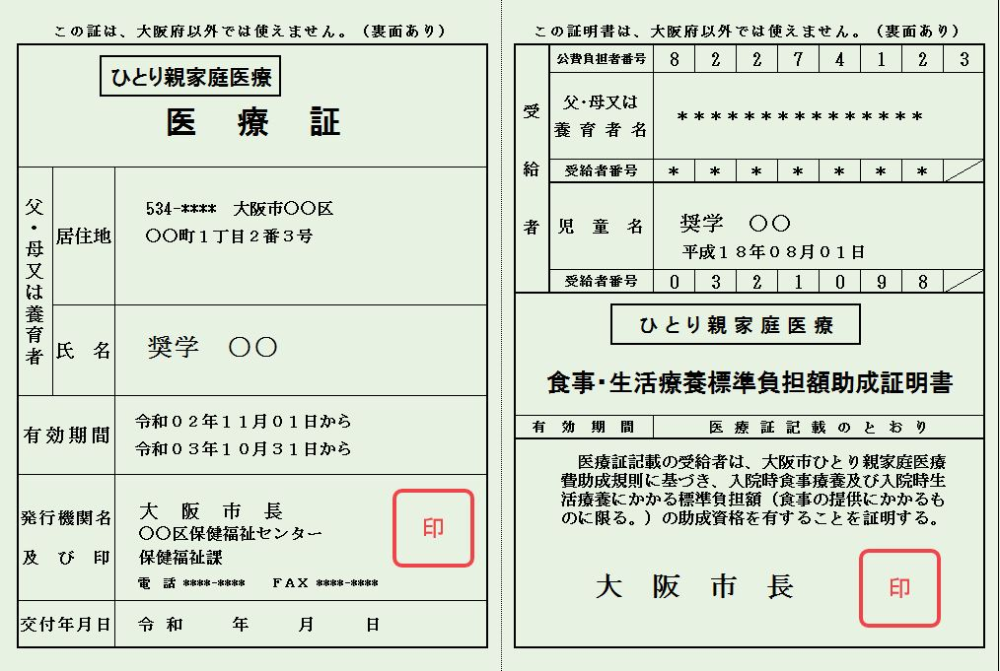 この証は、大阪府以外では使えません。（裏面あり）
ひとり親家庭医療
医療証
父・母又は養育者
居住地
534-**** 大阪市〇〇区
〇〇町１丁目２番３号
氏名
奨学 〇〇
有効期間
令和０２年１１月０１日から
令和０３年１０月３１日から
発行機関名
及び印
大阪市長
〇〇区保健福祉センター
保健福祉課
電話 ****-**** ＦＡＸ ****-****
印
交付年月日
令和 年 月 日
この証明書は、大阪府以外では使えません。（裏面あり）
受給者
公費負担者番号 8 2 2 7 4 1 2 3
父・母又は
養育者名
***************
受給者番号 * * * * * * *
児童名
奨学 〇〇
平成１８年０８月０１日
受給者番号 0 3 2 1 0 9 8
ひとり親家庭医療
食事・生活療養標準負担額助成証明書
有効期間 医療証記載のとおり
医療証記載の受給者は、大阪市ひとり親家庭医療
費助成規則に基づき、入院時食事療養及び入院時生
活療養にかかる標準負担額（食事の提供にかかるも
のに限る。）の助成資格を有することを証明する。
大阪市長
印